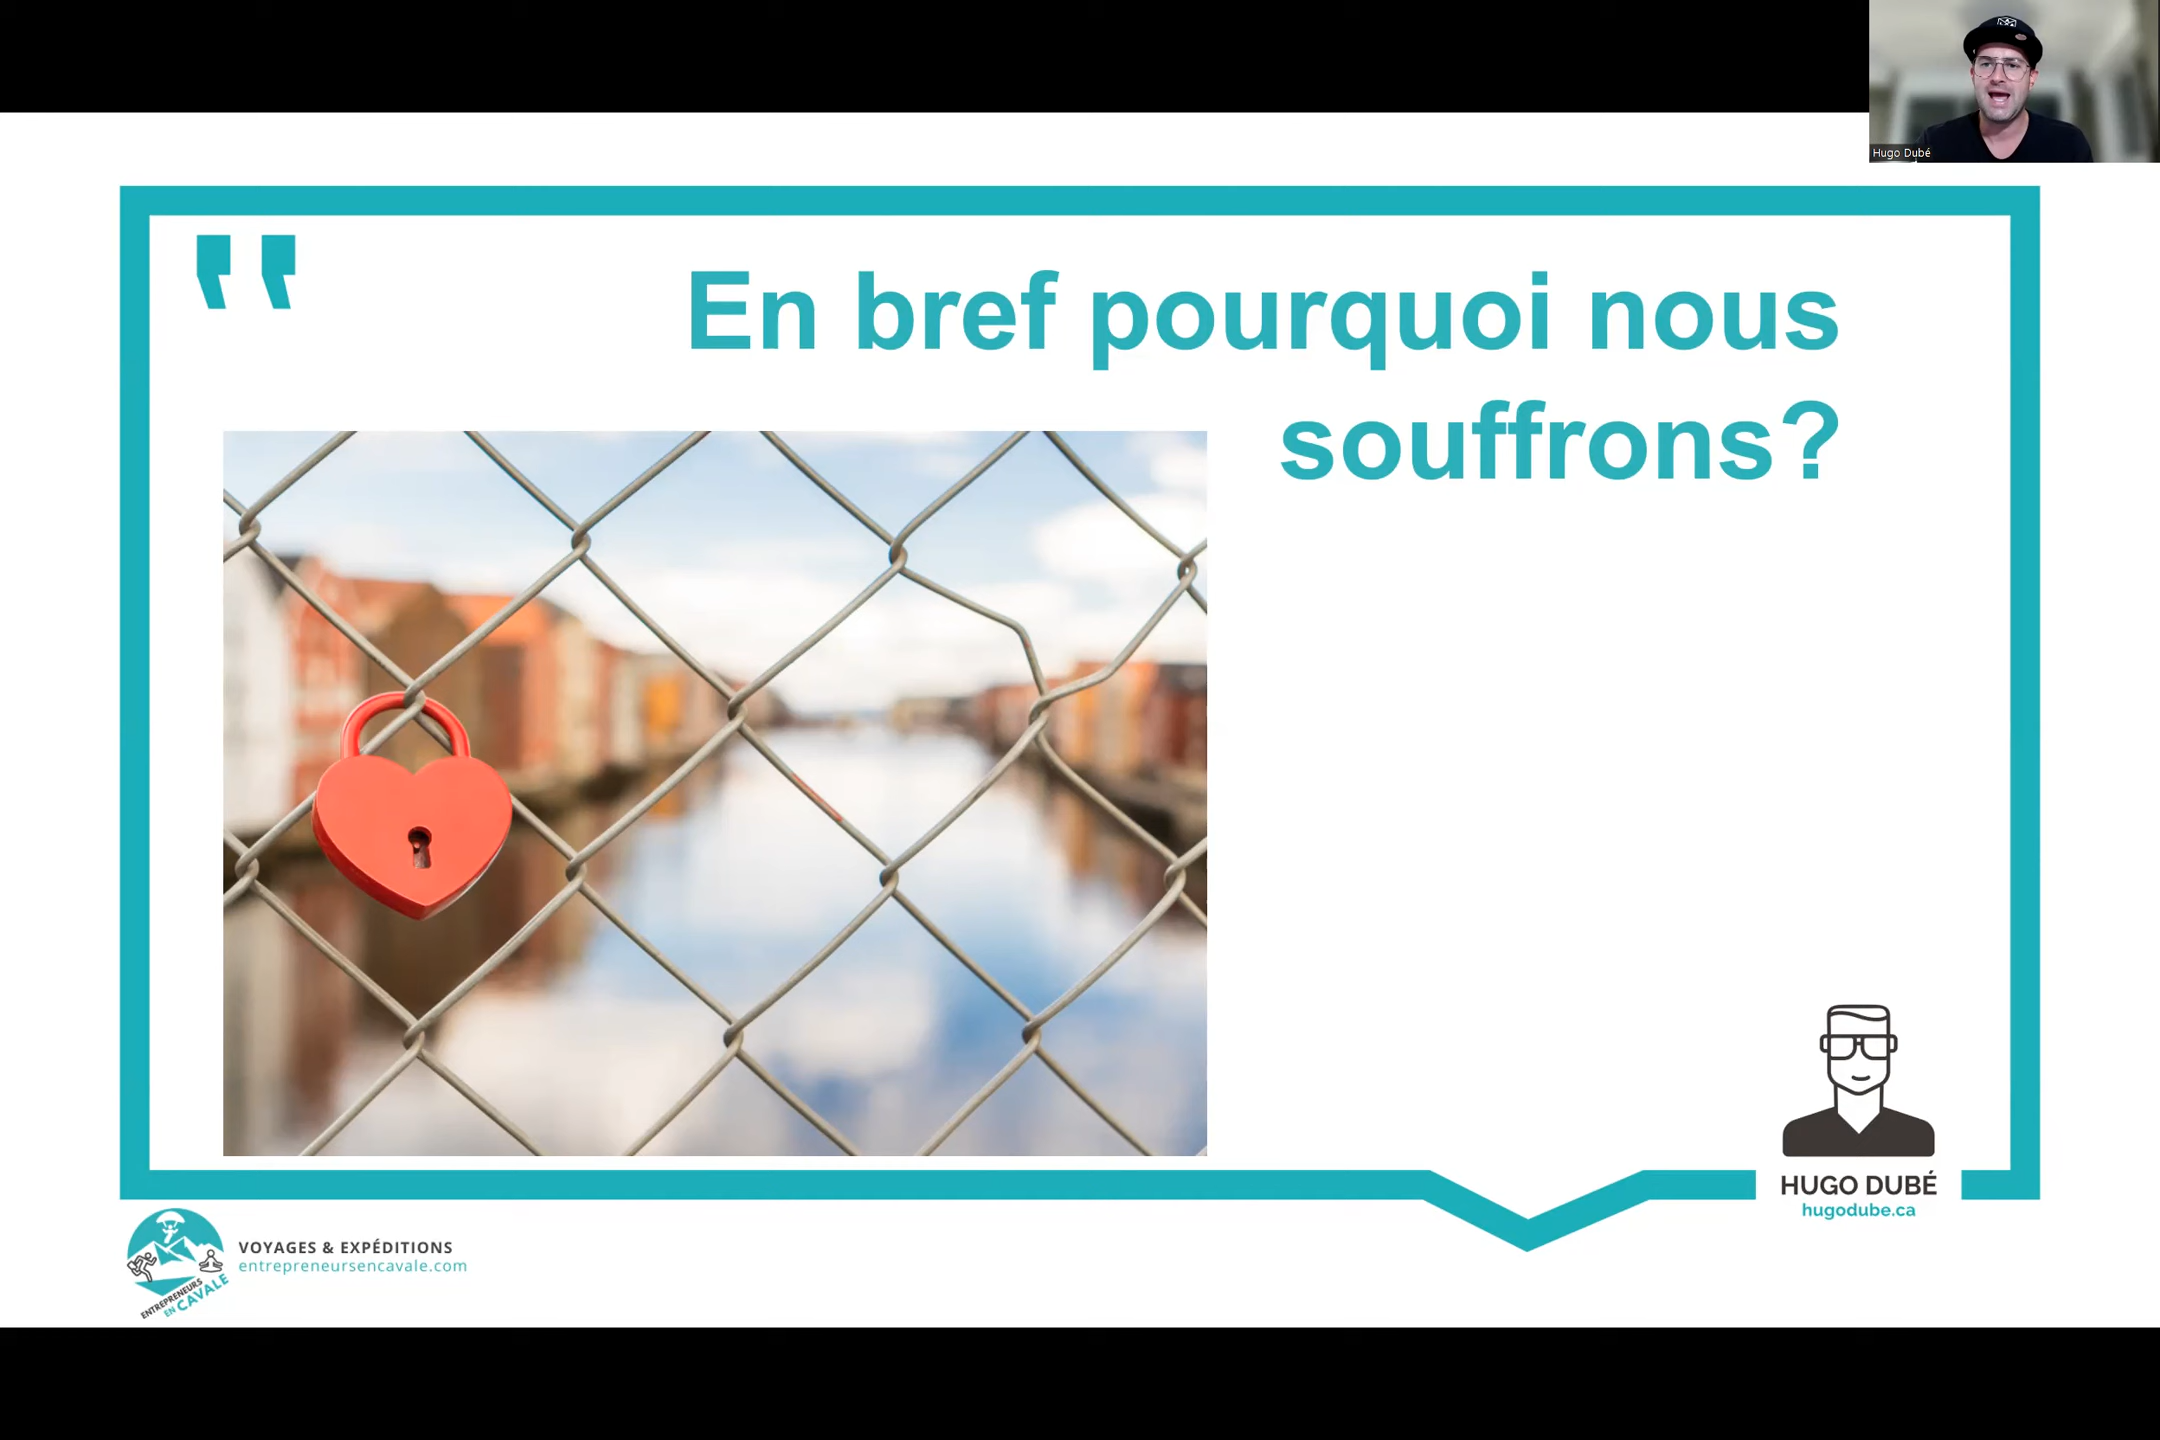 Hugo Dubé
En bref pourquoi nous
souffrons?
HUGO DUBÉ
hugodube.ca
VOYAGES & EXPÉDITIONS
entrepreneursencavale.com
ENTREPRENEURS
EN CAVALE